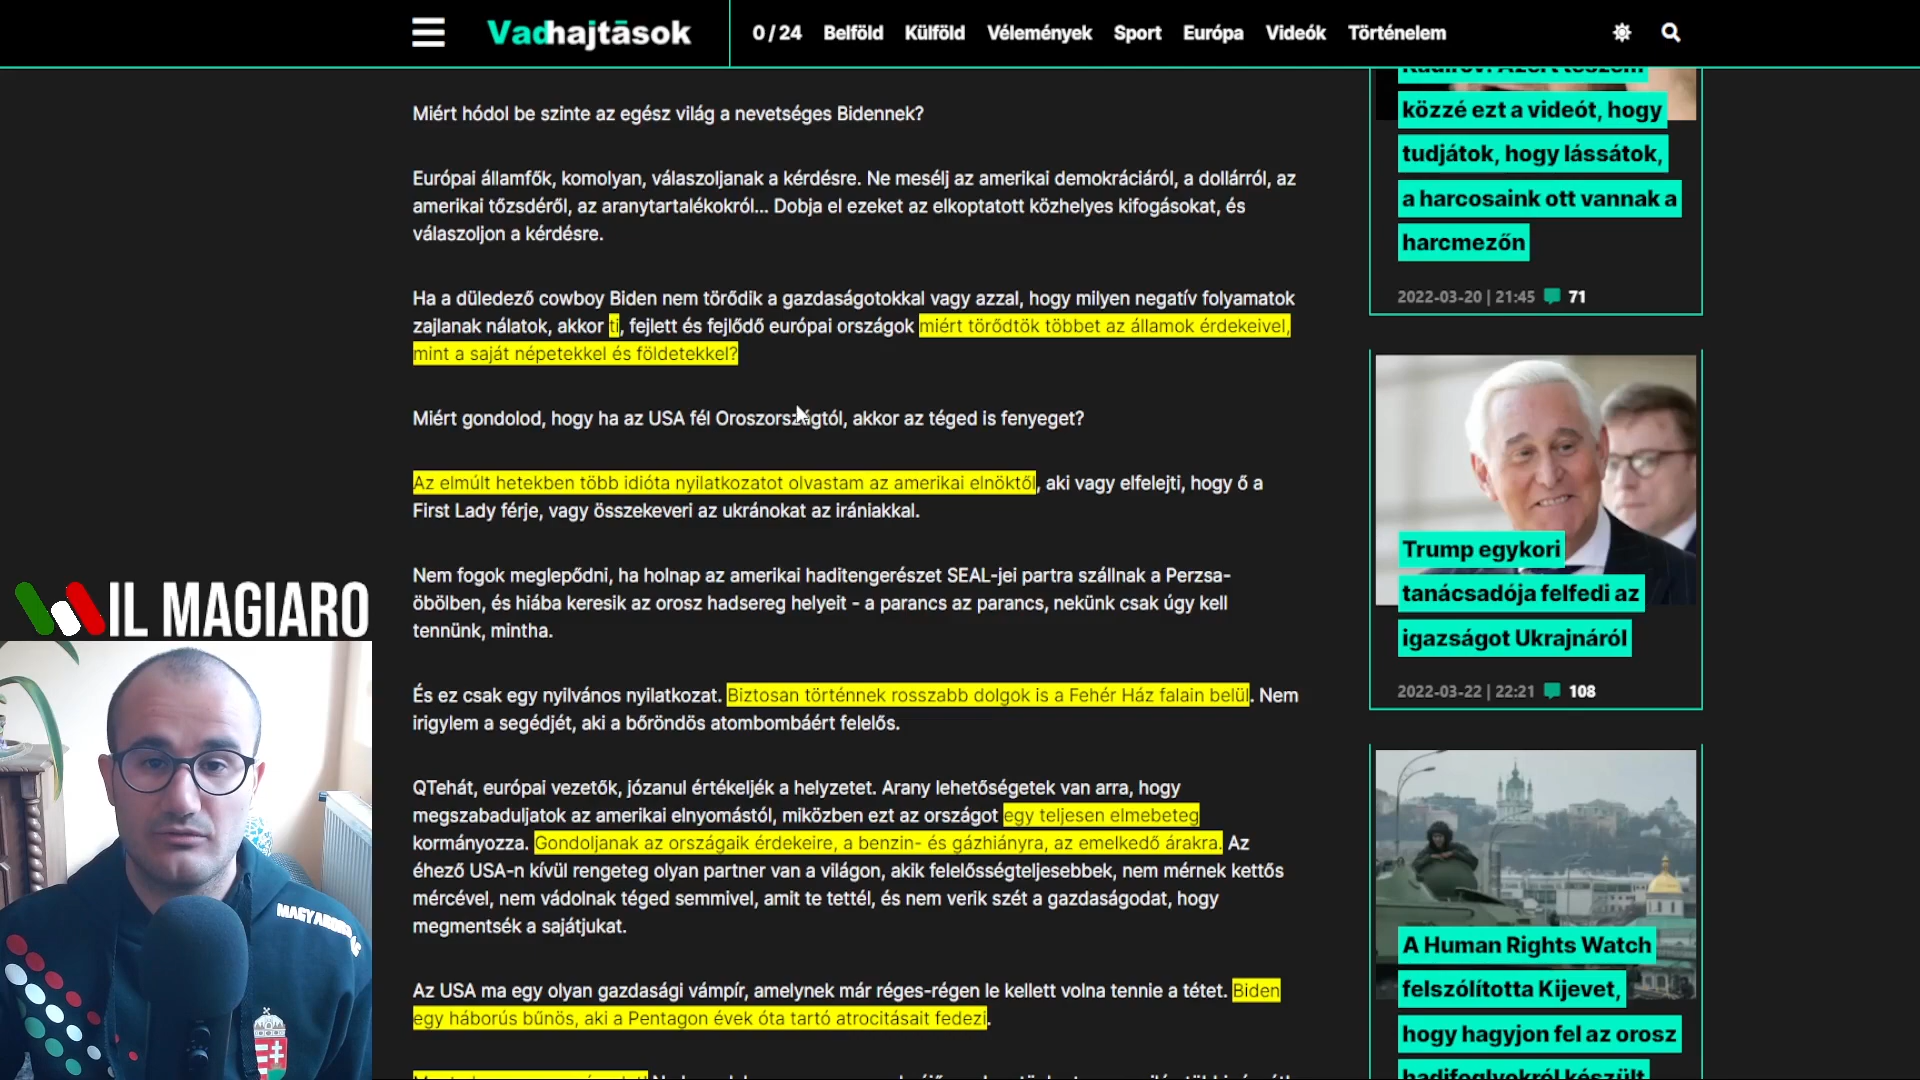 Vadhajtāsok
0 / 24 Belföld Külföld Vélemények Sport Európa Videók Történelem
Miért hódol be szinte az egész világ a nevetséges Bidennek?
Európai államfők, komolyan, válaszoljanak a kérdésre. Ne mesélj az amerikai demokráciáról, a dollárról, az
amerikai tőzsdéről, az aranytartalékokról... Dobja el ezeket az elkoptatott közhelyes kifogásokat, és
válaszoljon a kérdésre.
Ha a düledező cowboy Biden nem törődik a gazdaságotokkal vagy azzal, hogy milyen negatív folyamatok
zajlanak nálatok, akkor ti, fejlett és fejlődő európai országok miért törődtök többet az államok érdekeivel,
mint a saját népetekkel és földetekkel?
Miért gondolod, hogy ha az USA fél Oroszországtól, akkor az téged is fenyeget?
Az elmúlt hetekben több idióta nyilatkozatot olvastam az amerikai elnöktől, aki vagy elfelejti, hogy ő a
First Lady férje, vagy összekeveri az ukránokat az irániakkal.
Nem fogok meglepődni, ha holnap az amerikai haditengerészet SEAL-jei partra szállnak a Perzsa-
öbölben, és hiába keresik az orosz hadsereg helyeit - a parancs az parancs, nekünk csak úgy kell
tennünk, mintha.
És ez csak egy nyilvános nyilatkozat. Biztosan történnek rosszabb dolgok is a Fehér Ház falain belül. Nem
irigylem a segédjét, aki a bőröndös atombombáért felelős.
QTehát, európai vezetők, józanul értékeljék a helyzetet. Arany lehetőségetek van arra, hogy
megszabaduljatok az amerikai elnyomástól, miközben ezt az országot egy teljesen elmebeteg
kormányozza. Gondoljanak az országaik érdekeire, a benzin- és gázhiányra, az emelkedő árakra. Az
éhező USA-n kívül rengeteg olyan partner van a világon, akik felelősségteljesebbek, nem mérnek kettős
mércével, nem vádolnak téged semmivel, amit te tettél, és nem verik szét a gazdaságodat, hogy
megmentsék a sajátjukat.
Az USA ma egy olyan gazdasági vámpír, amelynek már réges-régen le kellett volna tennie a tétet. Biden
egy háborús bűnös, aki a Pentagon évek óta tartó atrocitásait fedezi.
közzé ezt a videót, hogy
tudjátok, hogy lássátok,
a harcosaink ott vannak a
harcmezőn
2022-03-20 | 21:45 71
Trump egykori
tanácsadója felfedi az
igazságot Ukrajnáról
2022-03-22 | 22:21 108
A Human Rights Watch
felszólította Kijevet,
hogy hagyjon fel az orosz
hadifoglyokról készült
IL MAGIARO